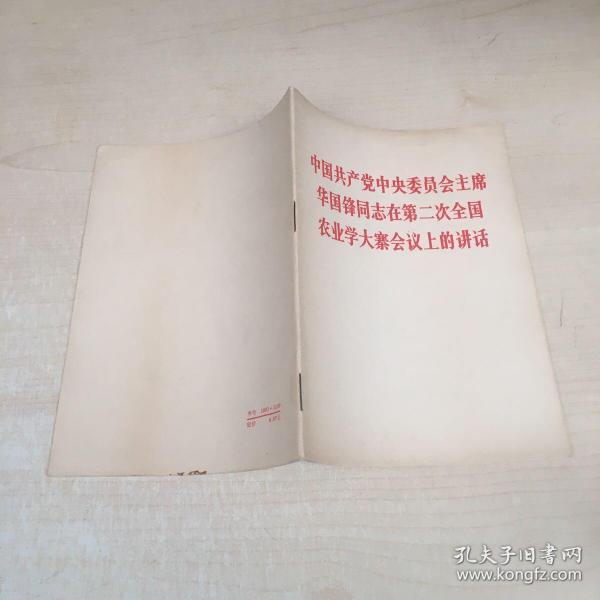 中国共产党中央委员会主席
华国锋同志在第二次全国
农业学大寨会议上的讲话
孔夫子旧书网
www.kongfz.com